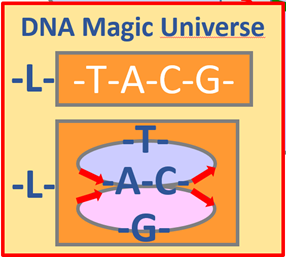 DNA Magic Universe
-L- -T-A-C-G-
-T-
-L- -A-C-
-G-